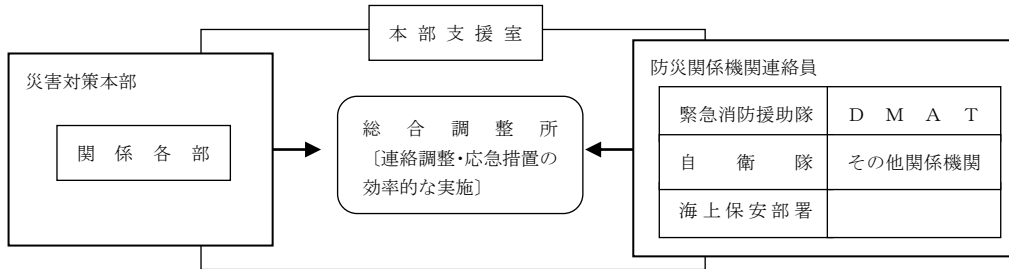 本部支援室
災害対策本部
関係各部
総合調整所
〔連絡調整・応急措置の
効率的な実施〕
防災関係機関連絡員
緊急消防援助隊 DMAT
自衛隊 その他関係機関
海上保安部署